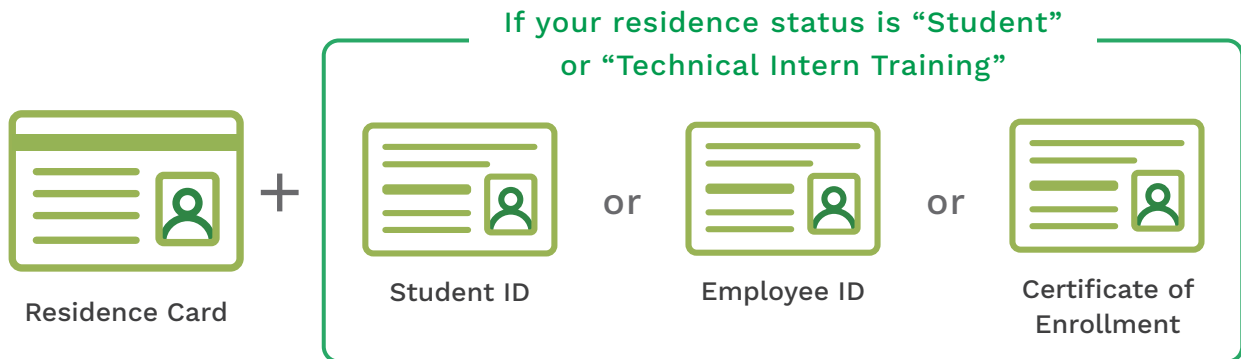 If your residence status is “Student”
or “Technical Intern Training”
Residence Card
+
Student ID
or
Employee ID
or
Certificate of
Enrollment